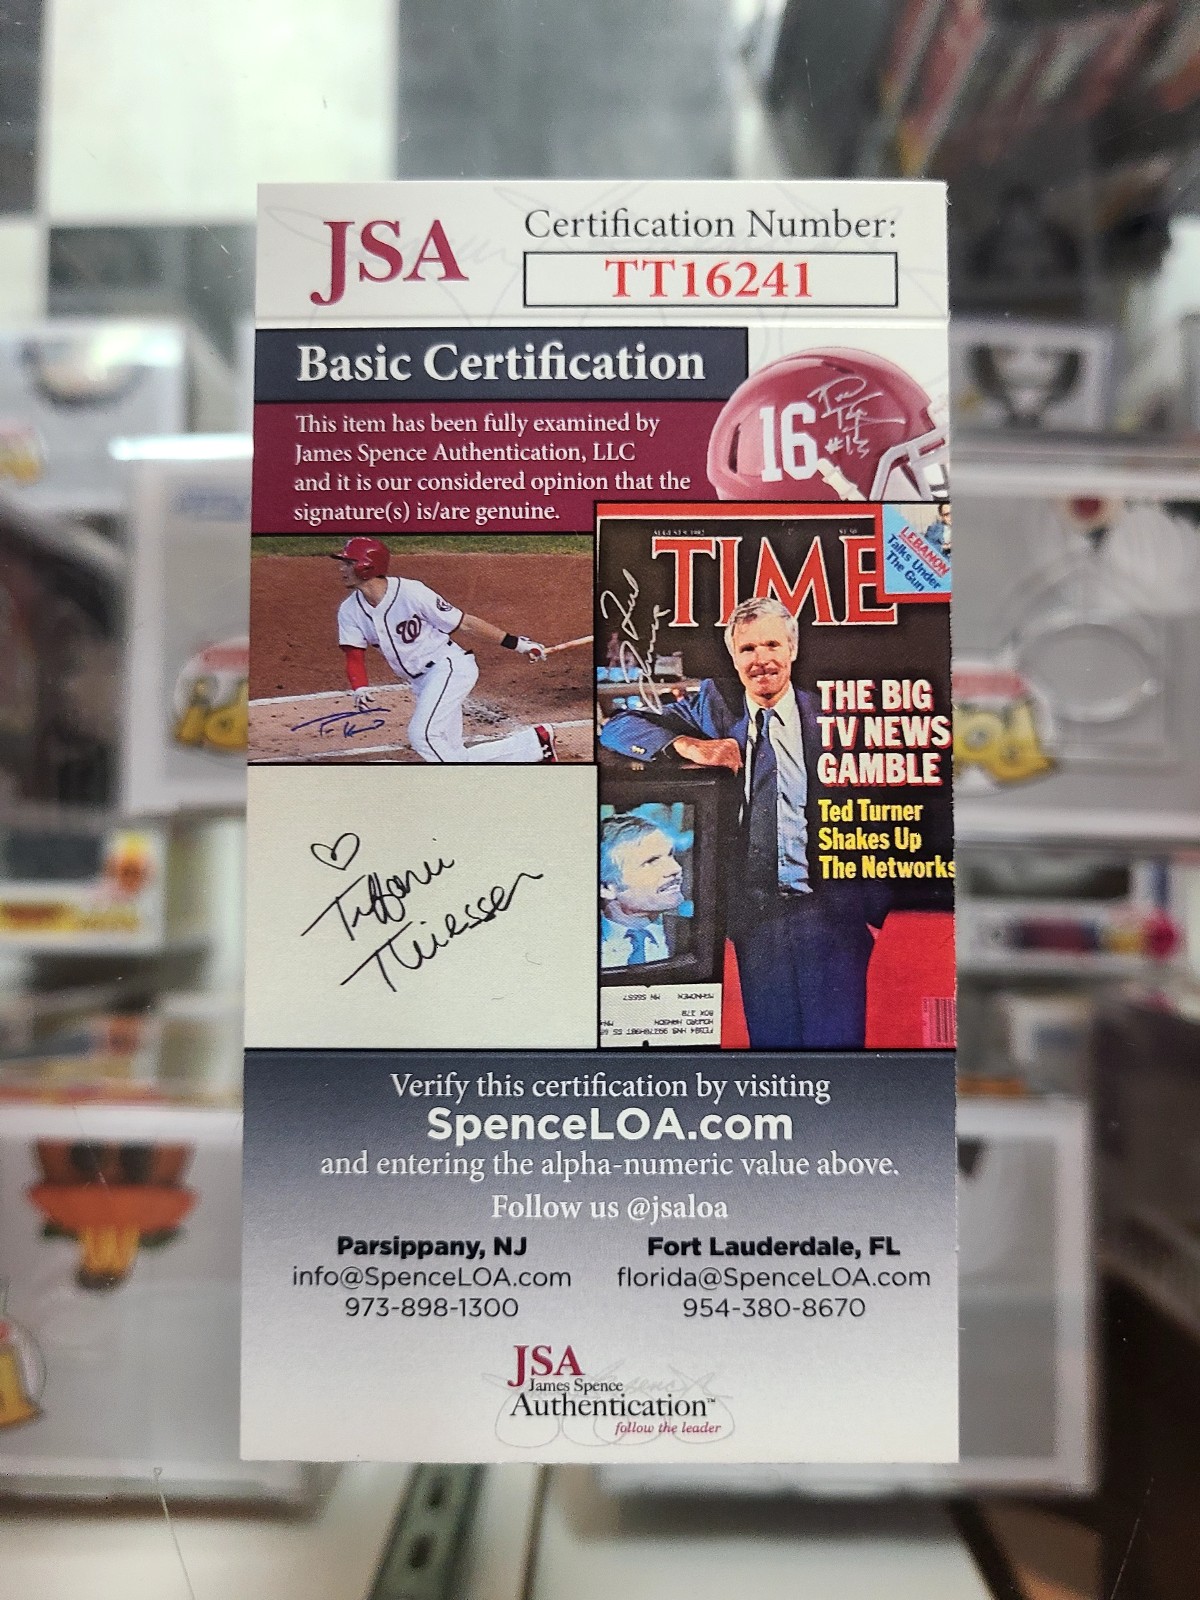 JSA
Certification Number:
TT16241
Basic Certification
This item has been fully examined by
James Spence Authentication, LLC
and it is our considered opinion that the
signature(s) is/are genuine.
16
#13
W
TIME
LEBANON
Talks Under
The Gun
THE BIG
TV NEWS
GAMBLE
Ted Turner
Shakes Up
The Networks
Tiffani
Thiessen
Verify this certification by visiting
SpenceLOA.com
and entering the alpha-numeric value above.
Follow us @jsaloa
Parsippany, NJ
info@SpenceLOA.com
973-898-1300
Fort Lauderdale, FL
florida@SpenceLOA.com
954-380-8670
JSA
James Spence
Authentication™
follow the leader